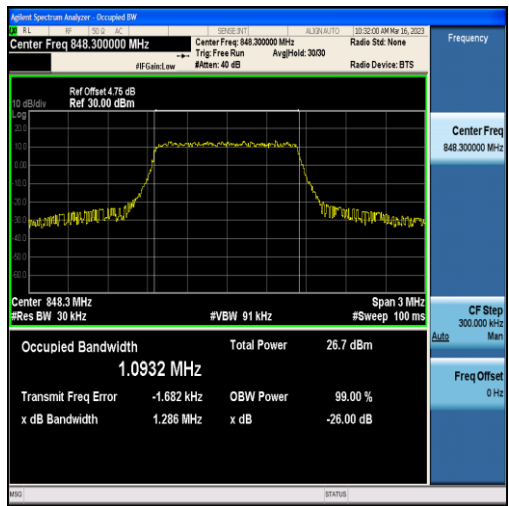 Agilent Spectrum Analyzer - Occupied BW
RL RF 50 Ω AC SENSE:INT ALIGN AUTO 10:32:00 AM Mar 16, 2023
Center Freq 848.300000 MHz
Center Freq: 848.300000 MHz
Radio Std: None
Trig: Free Run
Avg|Hold: 30/30
#IFGain:Low
#Atten: 40 dB
Radio Device: BTS
Frequency
Ref Offset 4.75 dB
10 dB/div Ref 30.00 dBm
Log
20.0
10.0
0.00
-10.0
-20.0
-30.0
-40.0
-50.0
-60.0
Center Freq
848.300000 MHz
Center 848.3 MHz
Span 3 MHz
#Res BW 30 kHz
#VBW 91 kHz
#Sweep 100 ms
CF Step
300.000 kHz
Auto Man
Occupied Bandwidth
1.0932 MHz
Total Power 26.7 dBm
Transmit Freq Error -1.682 kHz
OBW Power 99.00 %
x dB Bandwidth 1.286 MHz
x dB -26.00 dB
Freq Offset
0 Hz
MSG
STATUS